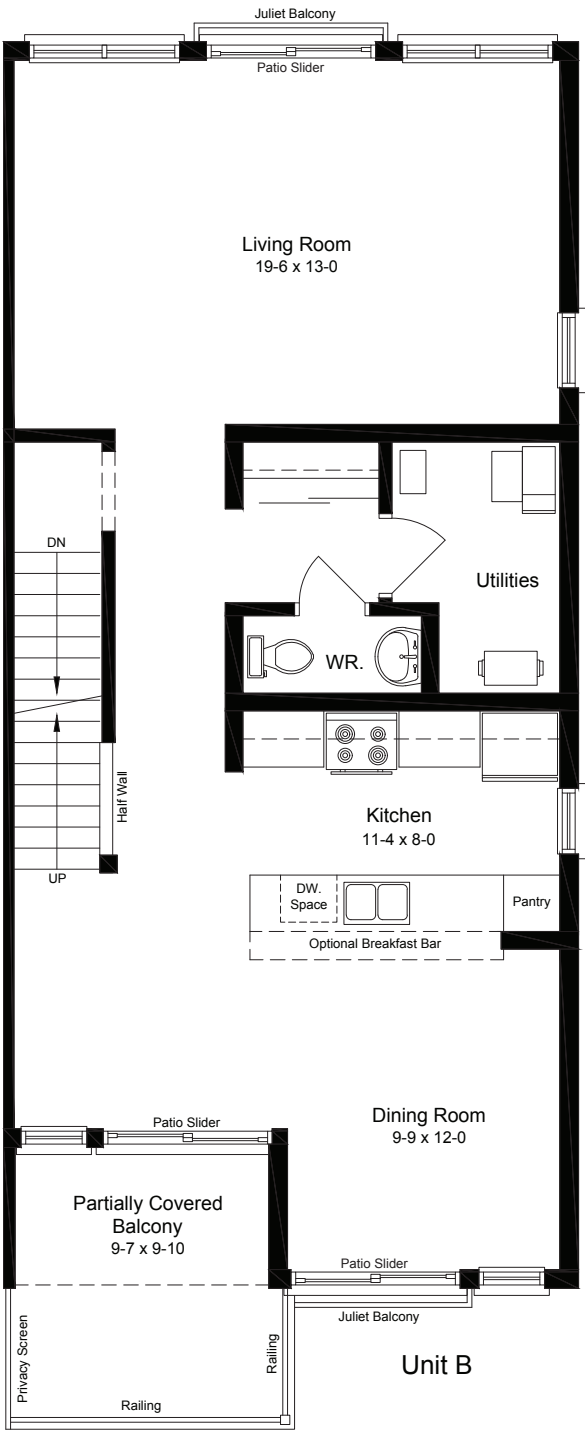 Juliet Balcony
Patio Slider
Living Room
19-6 x 13-0
DN
Utilities
WR.
Half Wall
Kitchen
11-4 x 8-0
UP
DW.
Space
Pantry
Optional Breakfast Bar
Patio Slider
Dining Room
9-9 x 12-0
Partially Covered
Balcony
9-7 x 9-10
Patio Slider
Juliet Balcony
Privacy Screen
Railing
Railing
Unit B